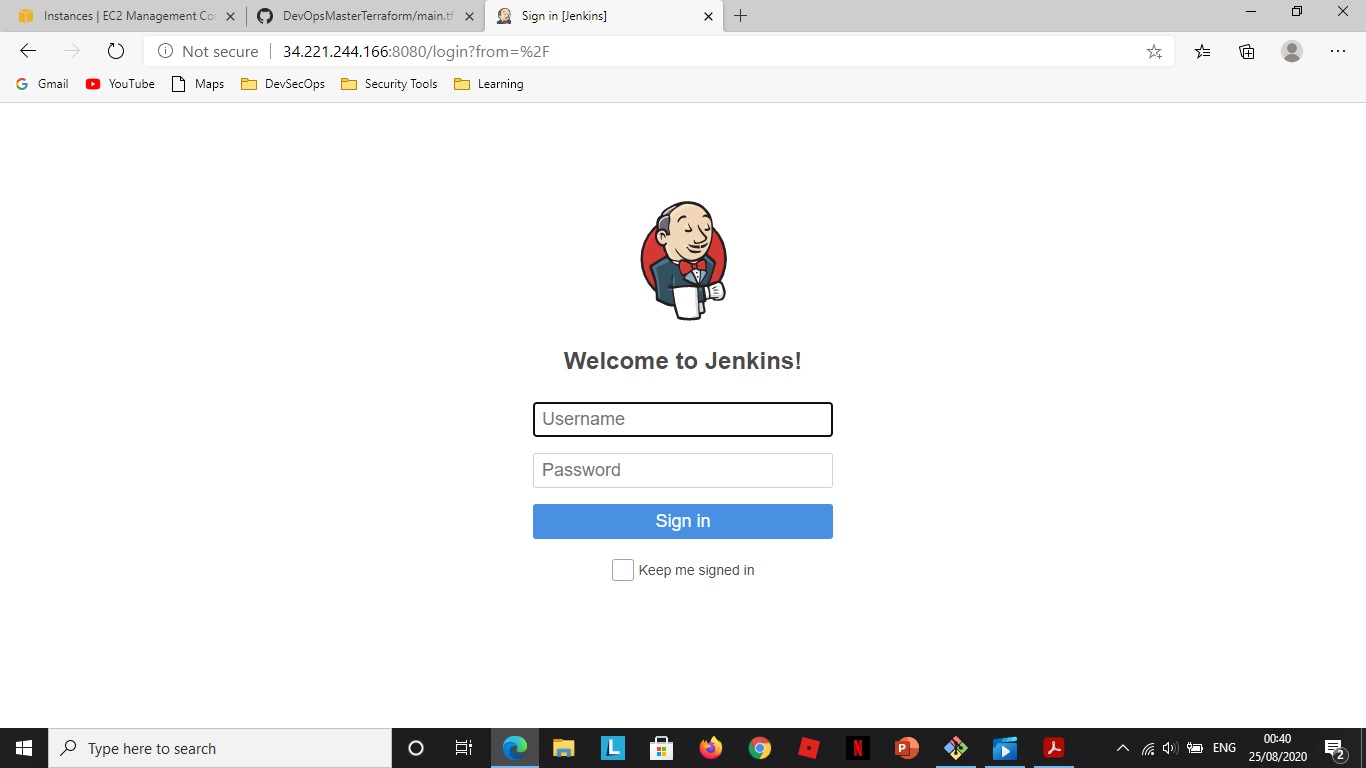 Instances | EC2 Management Co
DevOpsMasterTerraform/main.tf
Sign in [Jenkins]
Not secure
34.221.244.166:8080/login?from=%2F
Gmail
YouTube
Maps
DevSecOps
Security Tools
Learning
Welcome to Jenkins!
Username
Password
Sign in
Keep me signed in
Type here to search
L
N
P
ENG
00:40
25/08/2020
2